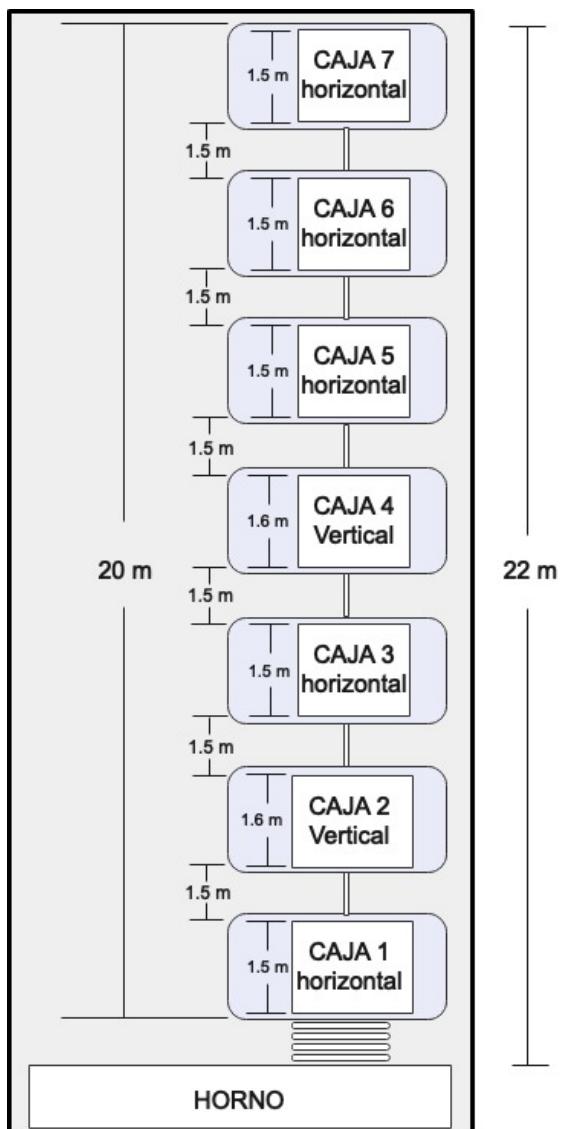 CAJA 7
horizontal
1.5 m
1.5 m
CAJA 6
horizontal
1.5 m
1.5 m
CAJA 5
horizontal
1.5 m
1.5 m
CAJA 4
Vertical
1.6 m
20 m
22 m
1.5 m
CAJA 3
horizontal
1.5 m
1.5 m
CAJA 2
Vertical
1.6 m
1.5 m
CAJA 1
horizontal
1.5 m
HORNO